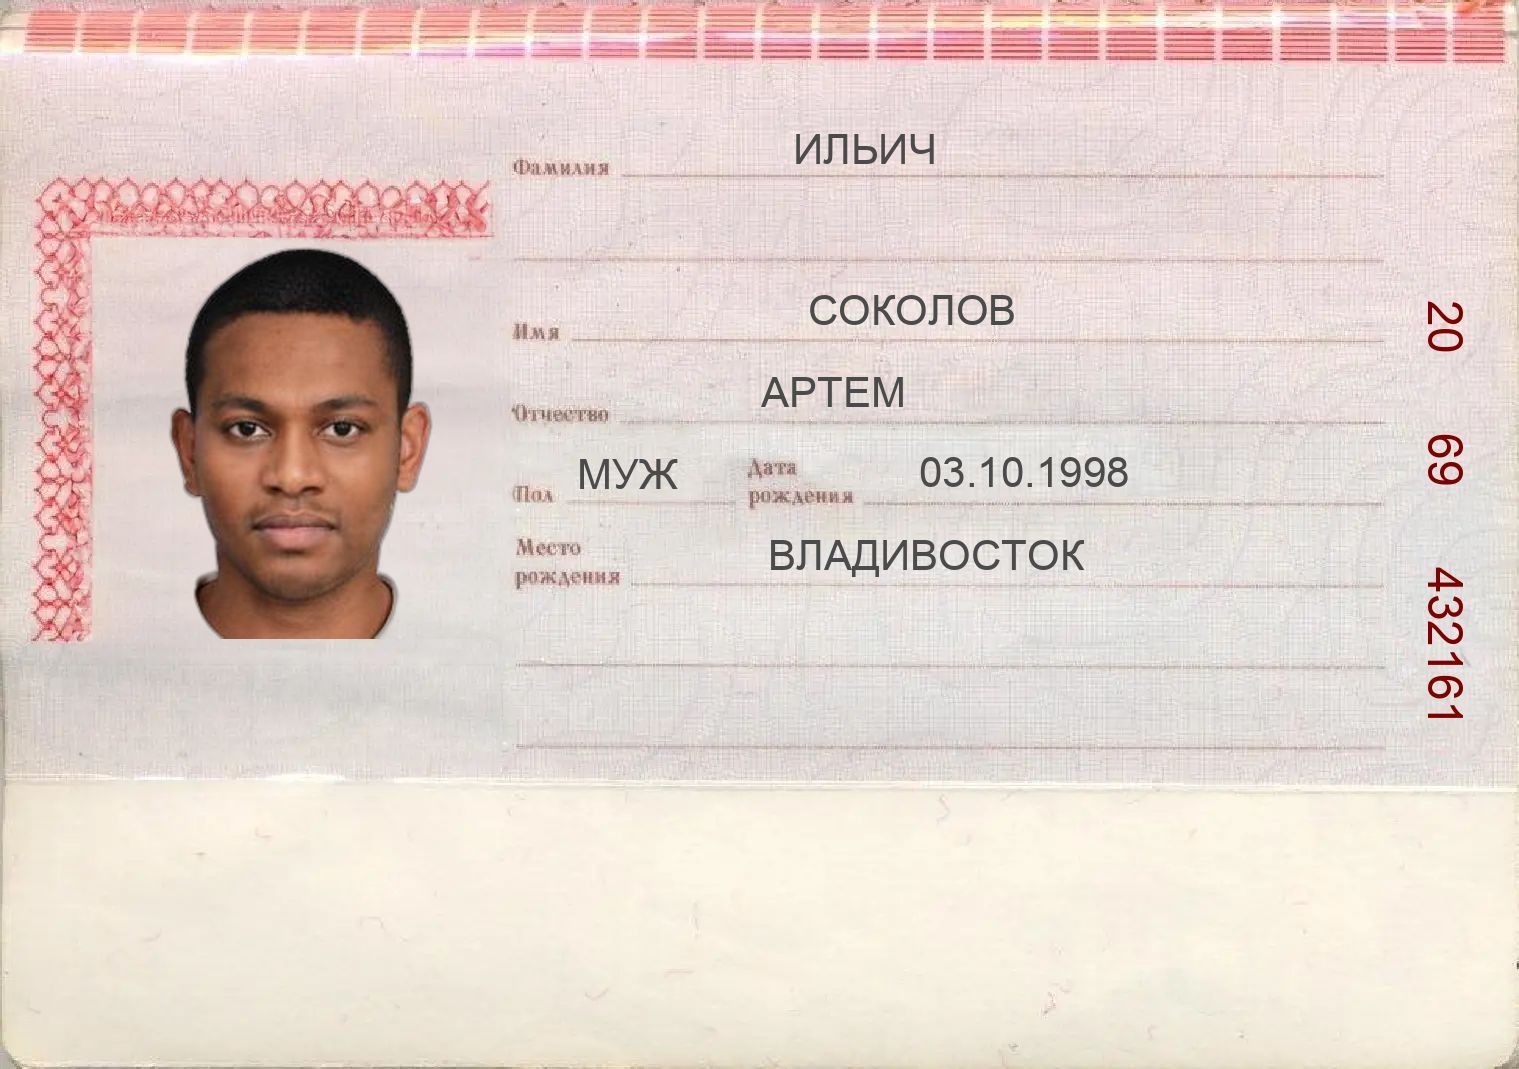 Фамилия ИЛЬИЧ
Имя СОКОЛОВ
Отчество АРТЕМ
Пол МУЖ Дата рождения 03.10.1998
Место рождения ВЛАДИВОСТОК
20 69 432161